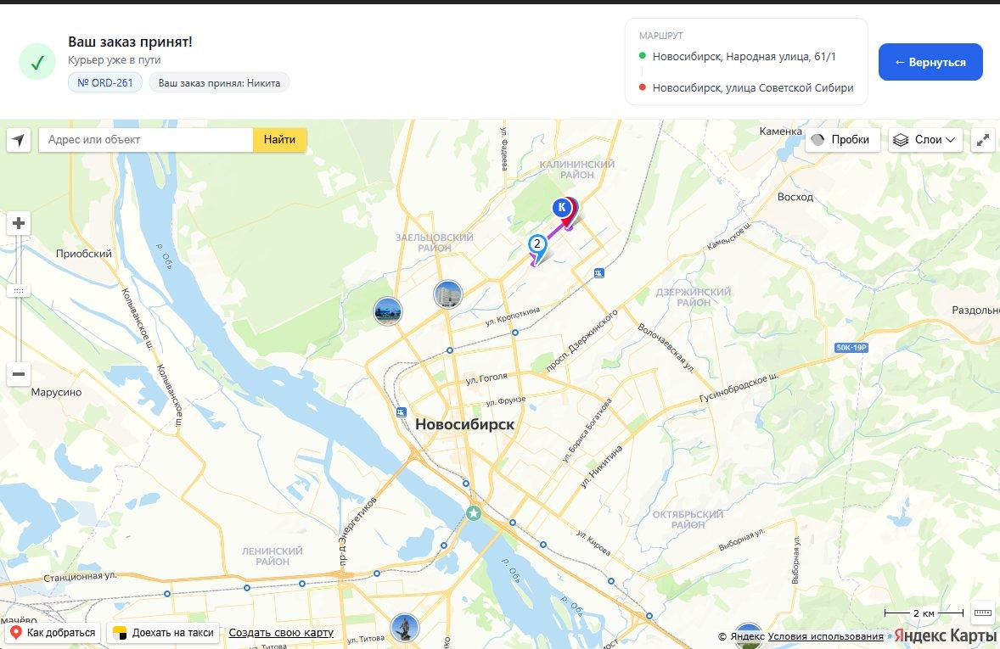 Ваш заказ принят!
Курьер уже в пути
№ ORD-261
Ваш заказ принял: Никита
МАРШРУТ
Новосибирск, Народная улица, 61/1
Новосибирск, улица Советской Сибири
← Вернуться
Адрес или объект
Найти
Пробки
Слои
Каменка
ул. Фадеева
КАЛИНИНСКИЙ
РАЙОН
Восход
К
2
ЗАЕЛЬЦОВСКИЙ
РАЙОН
Каменское ш.
Приобский
р. Обь
ДЗЕРЖИНСКИЙ
РАЙОН
Колыванское ш.
Раздольн
ул. Кропоткина
просп. Дзержинского
Волочаевская ул.
50К-19Р
ул. Гоголя
Гусинобродское ш.
Колыванское ш.
Марусино
ул. Фрунзе
Новосибирск
ул. Бориса Богаткова
ул. Никитина
пр-д Энергетиков
ОКТЯБРЬСКИЙ
РАЙОН
ул. Кирова
Выборная ул.
Выборная ул.
ЛЕНИНСКИЙ
РАЙОН
р. Обь
Станционная ул.
р. Обь
2 км
мачёво
Как добраться
Доехать на такси
Создать свою карту
ул. Титова
ул. Титова
© Яндекс Условия использования
Яндекс Карты